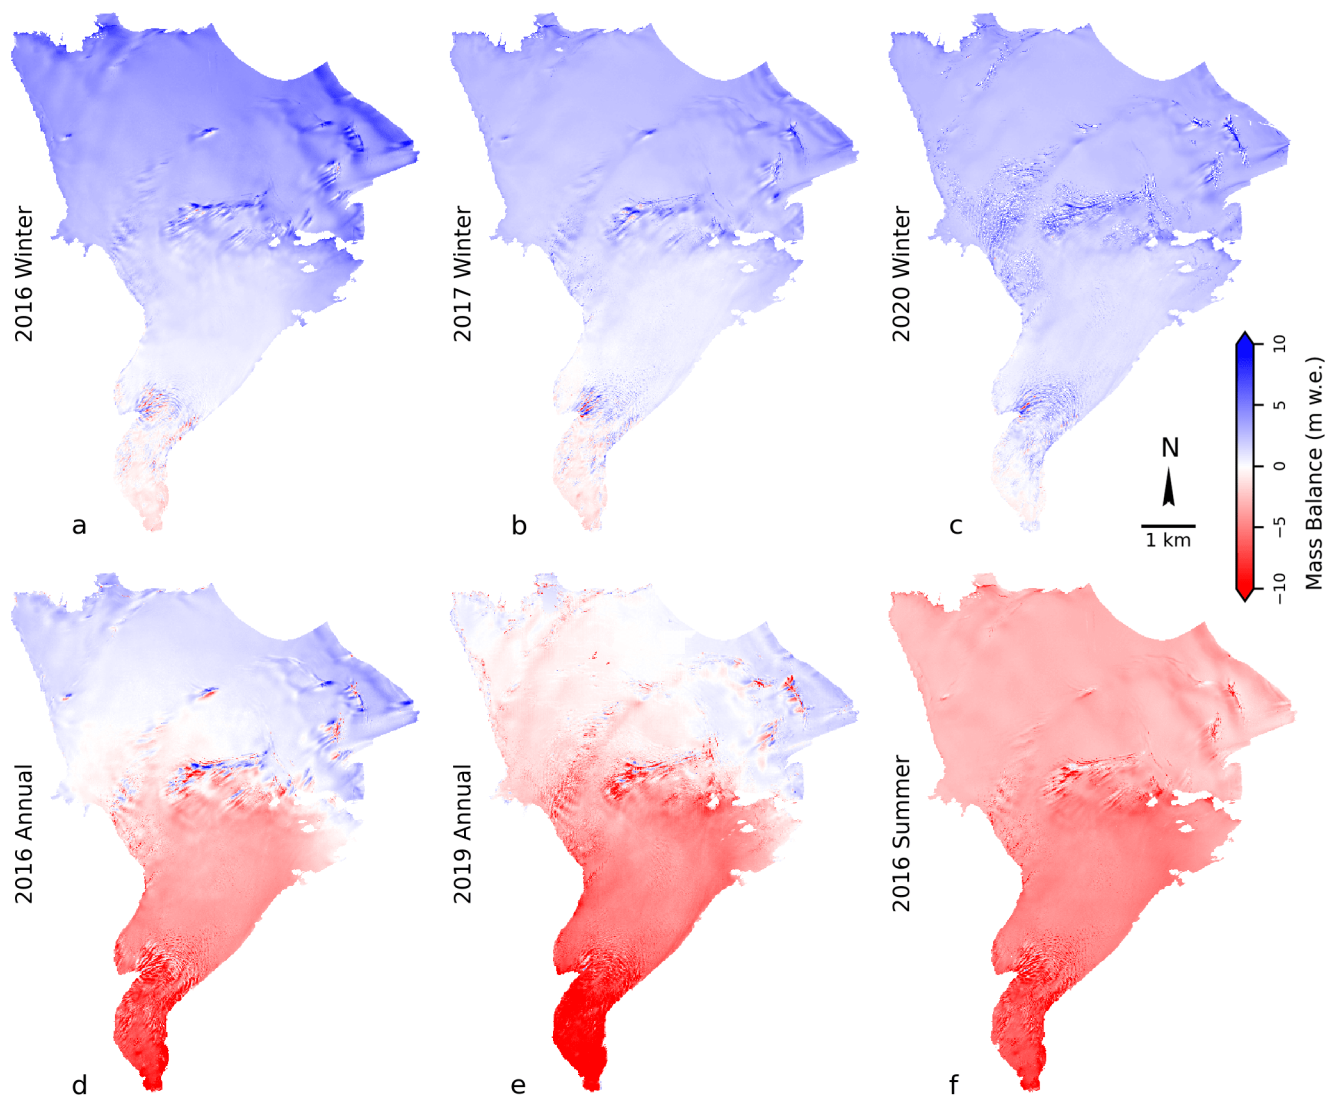 2016 Winter
a
2017 Winter
b
2020 Winter
c
N
1 km
10
5
0
−5
−10
Mass Balance (m w.e.)
2016 Annual
d
2019 Annual
e
2016 Summer
f